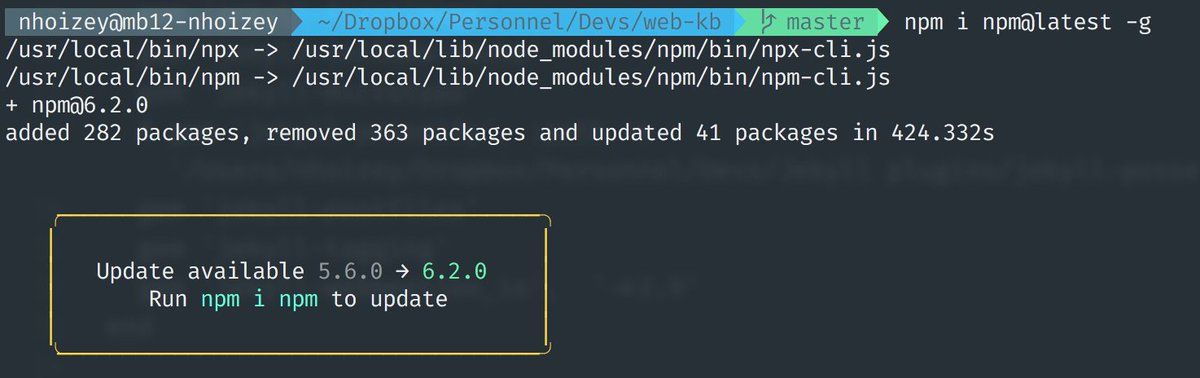 nhoizey@mb12-nhoizey ~/Dropbox/Personnel/Devs/web-kb master npm i npm@latest -g
/usr/local/bin/npx -> /usr/local/lib/node_modules/npm/bin/npx-cli.js
/usr/local/bin/npm -> /usr/local/lib/node_modules/npm/bin/npm-cli.js
+ npm@6.2.0
added 282 packages, removed 363 packages and updated 41 packages in 424.332s
Update available 5.6.0 → 6.2.0
Run npm i npm to update